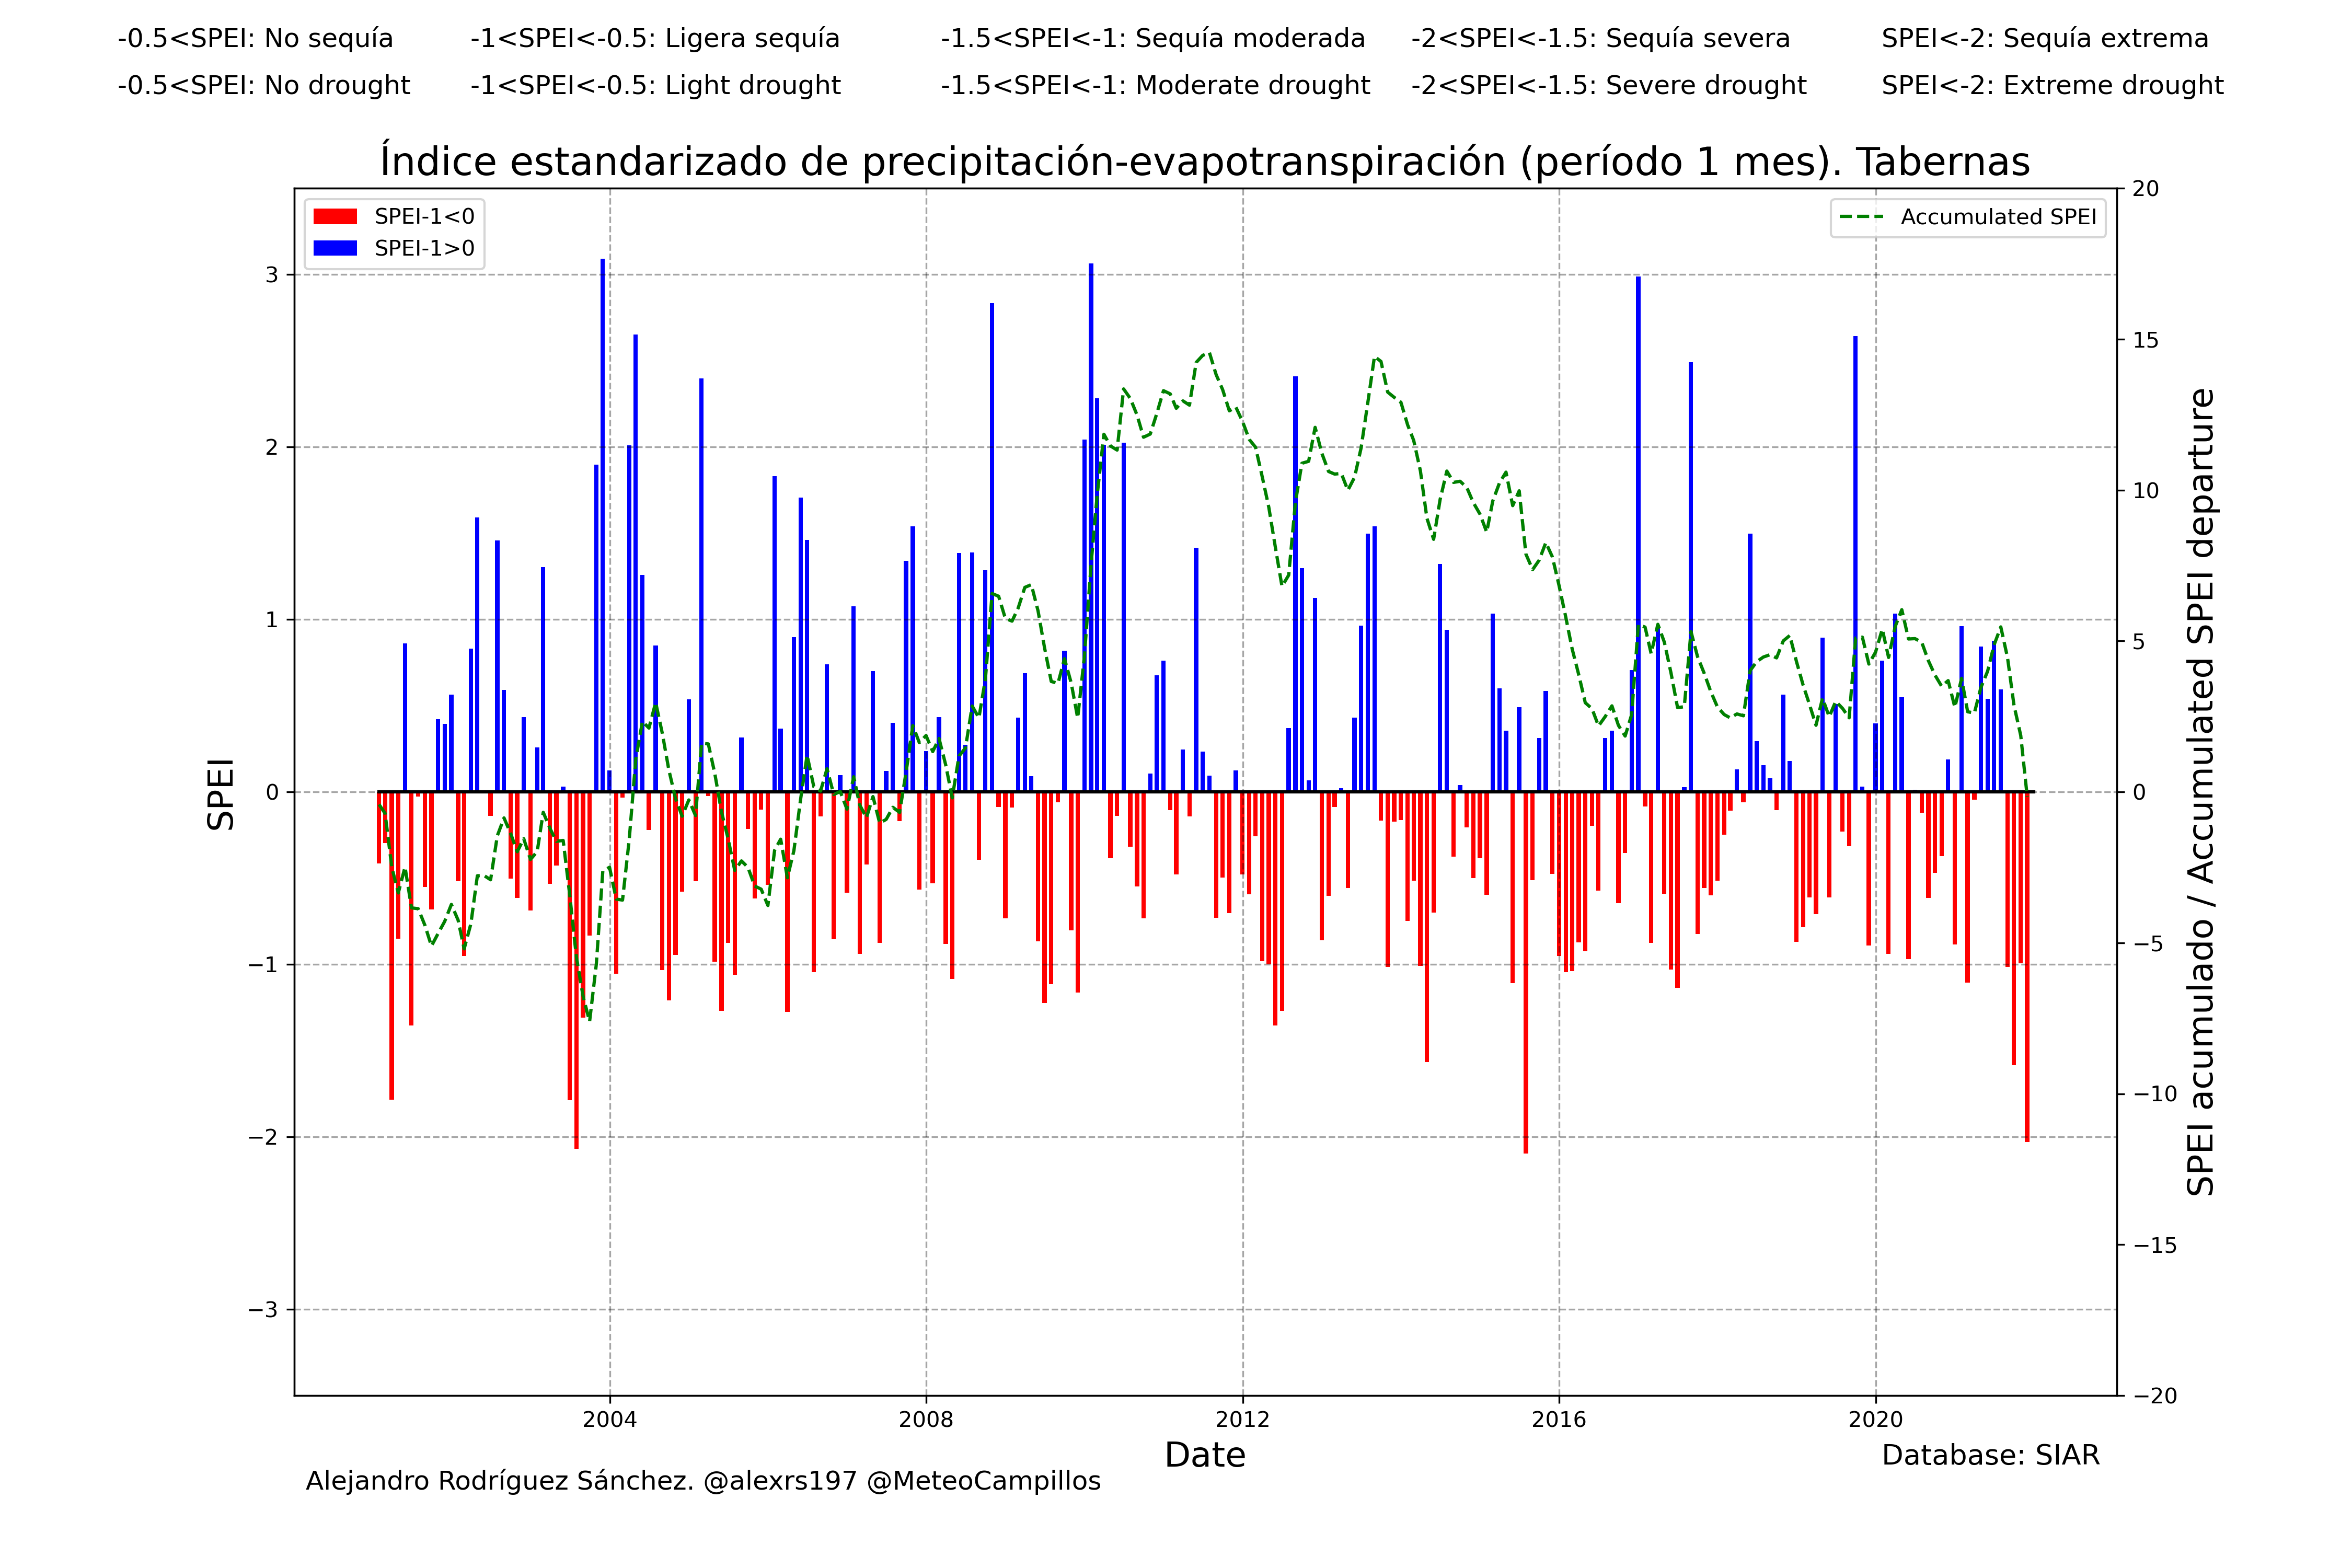 -0.5<SPEI: No sequía -1<SPEI<-0.5: Ligera sequía -1.5<SPEI<-1: Sequía moderada -2<SPEI<-1.5: Sequía severa SPEI<-2: Sequía extrema
-0.5<SPEI: No drought -1<SPEI<-0.5: Light drought -1.5<SPEI<-1: Moderate drought -2<SPEI<-1.5: Severe drought SPEI<-2: Extreme drought
Índice estandarizado de precipitación-evapotranspiración (período 1 mes). Tabernas
SPEI-1<0
SPEI-1>0
Accumulated SPEI
SPEI
3
2
1
0
−1
−2
−3
20
15
10
5
0
−5
−10
−15
−20
SPEI acumulado / Accumulated SPEI departure
2004 2008 2012 2016 2020
Date
Database: SIAR
Alejandro Rodríguez Sánchez. @alexrs197 @MeteoCampillos